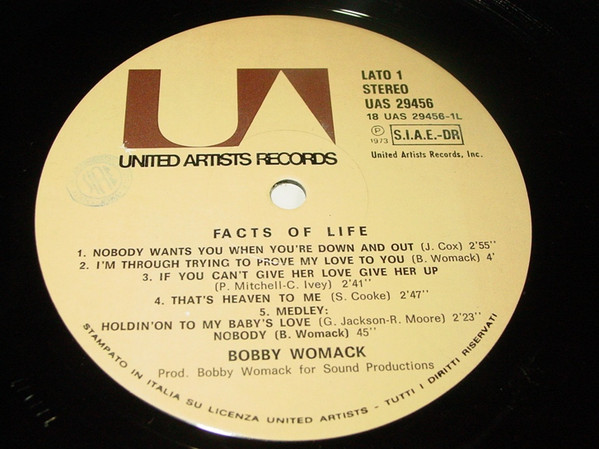 UA
LATO 1
STEREO
UAS 29456
18 UAS 29456-1L
Ⓟ 1973 S.I.A.E.-DR
United Artists Records, Inc.
UNITED ARTISTS RECORDS
FACTS OF LIFE
1. NOBODY WANTS YOU WHEN YOU'RE DOWN AND OUT (J. Cox) 2'55"
2. I'M THROUGH TRYING TO PROVE MY LOVE TO YOU (B. Womack) 4'
3. IF YOU CAN'T GIVE HER LOVE GIVE HER UP
(P. Mitchell-C. Ivey) 2'41"
4. THAT'S HEAVEN TO ME (S. Cooke) 2'47"
5. MEDLEY:
HOLDIN'ON TO MY BABY'S LOVE (G. Jackson-R. Moore) 2'23"
NOBODY (B. Womack) 45"
BOBBY WOMACK
Prod. Bobby Womack for Sound Productions
STAMPATO IN ITALIA SU LICENZA UNITED ARTISTS - TUTTI I DIRITTI RISERVATI